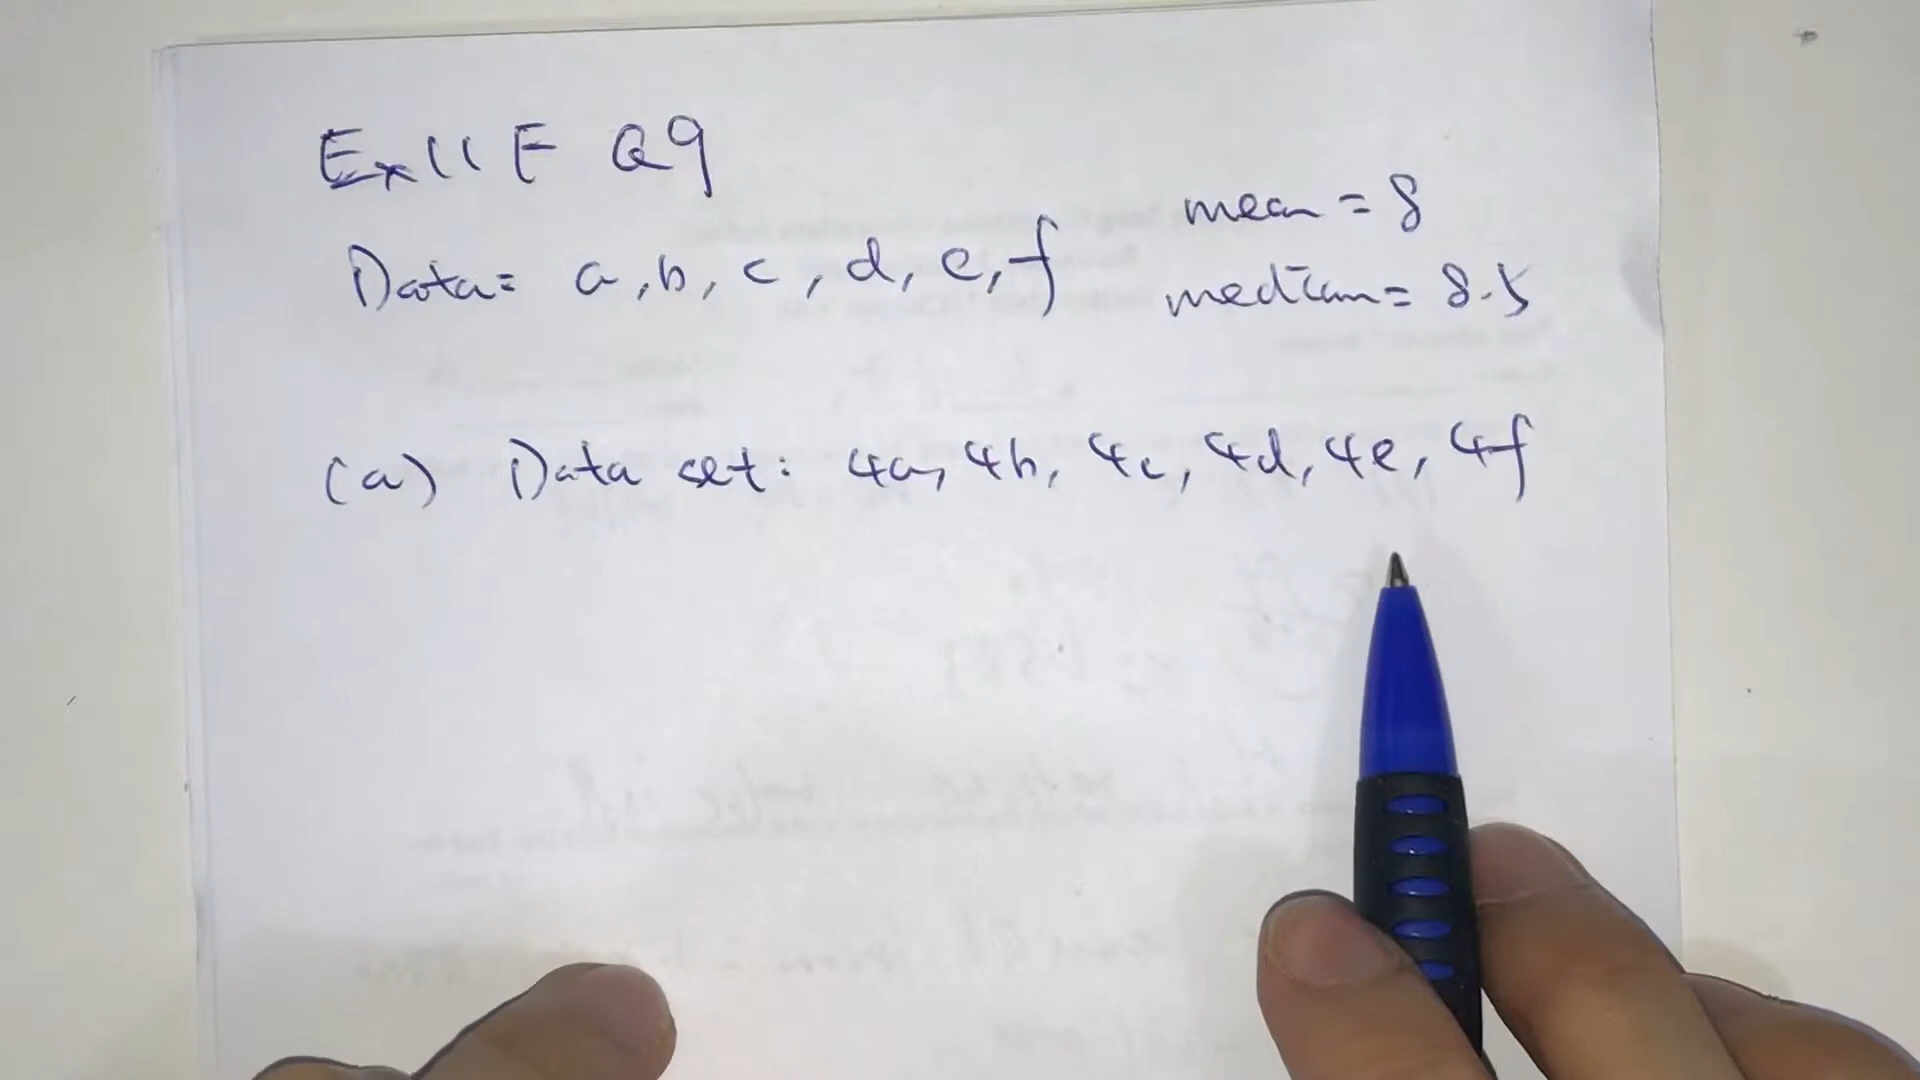 Ex11F Q9
mean = 8
Data = a, b, c, d, e, f
median = 8.5
(a) Data set: 4a, 4b, 4c, 4d, 4e, 4f